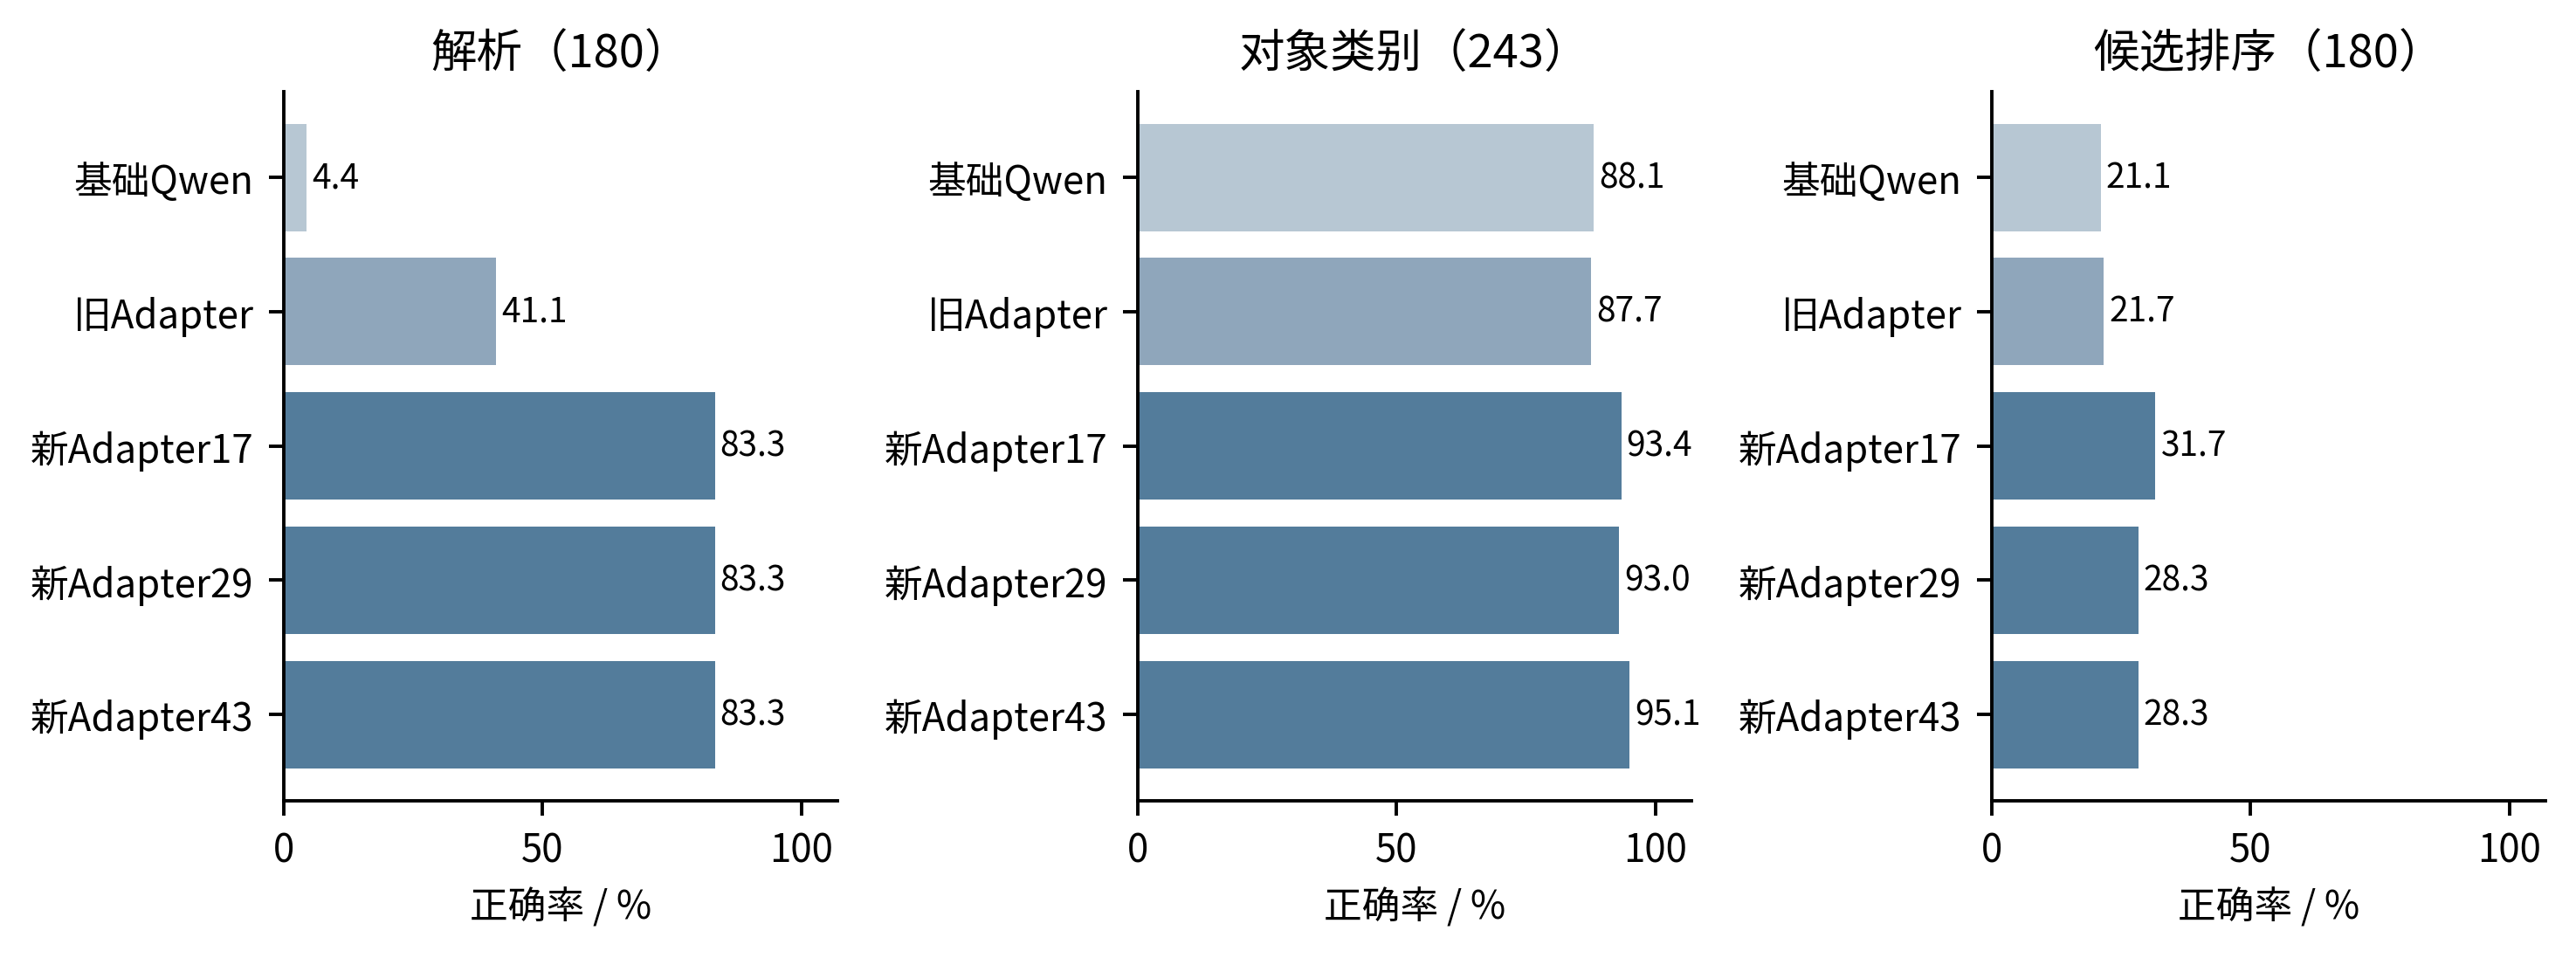 解析（180）
基础Qwen
4.4
旧Adapter
41.1
新Adapter17
83.3
新Adapter29
83.3
新Adapter43
83.3
0 50 100
正确率 / %
对象类别（243）
基础Qwen
88.1
旧Adapter
87.7
新Adapter17
93.4
新Adapter29
93.0
新Adapter43
95.1
0 50 100
正确率 / %
候选排序（180）
基础Qwen
21.1
旧Adapter
21.7
新Adapter17
31.7
新Adapter29
28.3
新Adapter43
28.3
0 50 100
正确率 / %